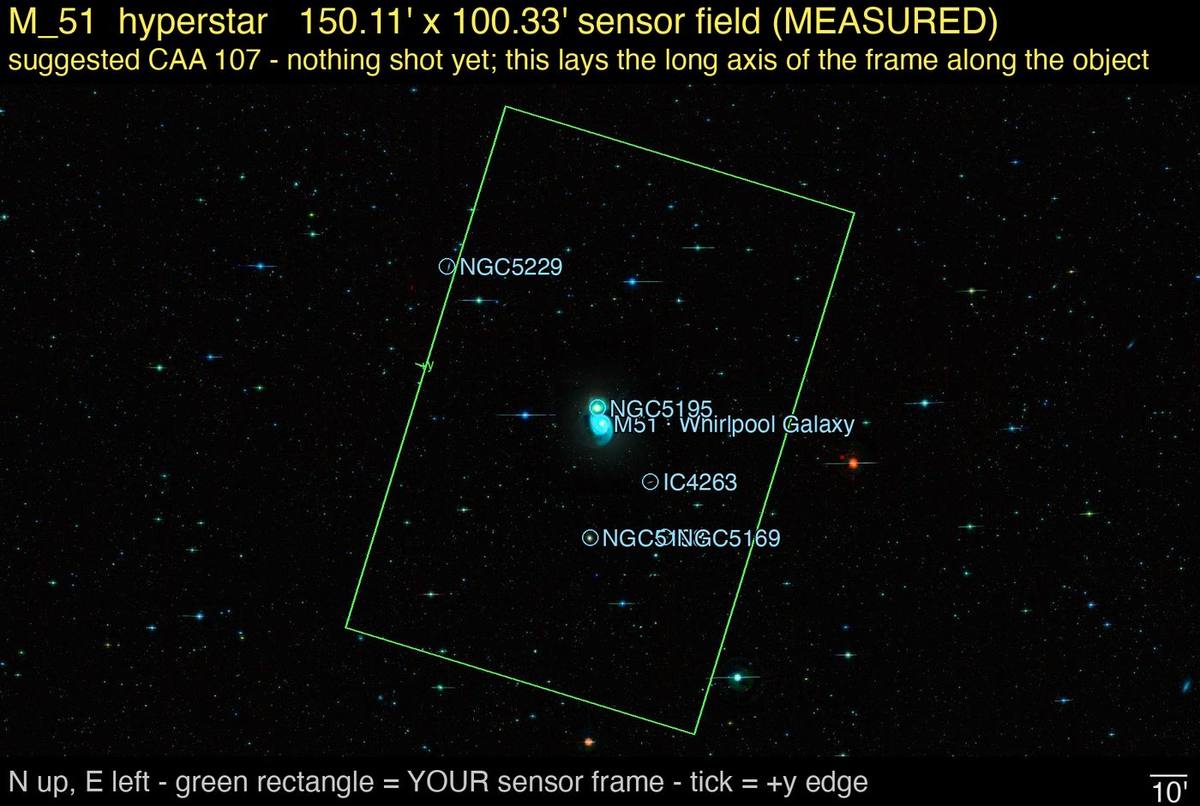 M_51 hyperstar 150.11' x 100.33' sensor field (MEASURED)
suggested CAA 107 - nothing shot yet; this lays the long axis of the frame along the object
NGC5229
+y
NGC5195
M51 · Whirlpool Galaxy
IC4263
NGC5169
N up, E left - green rectangle = YOUR sensor frame - tick = +y edge
10'